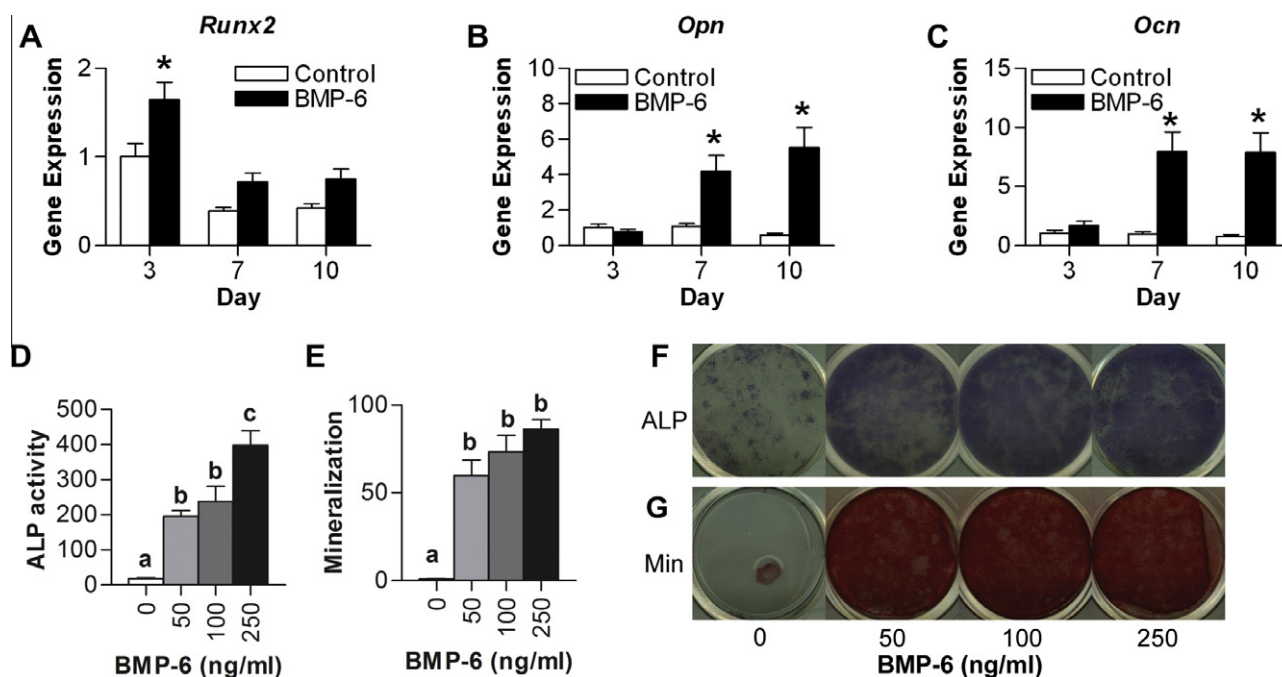 A
Runx2
Gene Expression
2
1
0
Control
BMP-6
*
3 7 10
Day
B
Opn
Gene Expression
10
8
6
4
2
0
Control
BMP-6
* *
3 7 10
Day
C
Ocn
Gene Expression
15
10
5
0
Control
BMP-6
* *
3 7 10
Day
D
ALP activity
500
400
300
200
100
0
a b b c
0 50 100 250
BMP-6 (ng/ml)
E
Mineralization
100
50
0
a b b b
0 50 100 250
BMP-6 (ng/ml)
F
ALP
G
Min
0 50 100 250
BMP-6 (ng/ml)